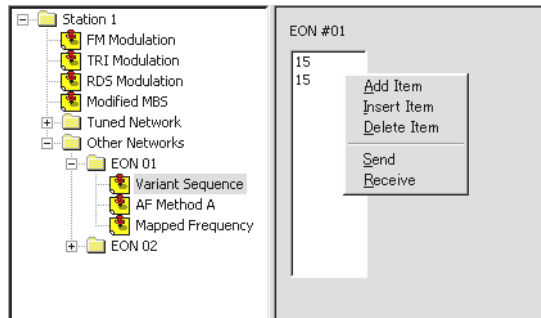 Station 1
FM Modulation
TRI Modulation
RDS Modulation
Modified MBS
Tuned Network
Other Networks
EON 01
Variant Sequence
AF Method A
Mapped Frequency
EON 02
EON #01
15
15
Add Item
Insert Item
Delete Item
Send
Receive